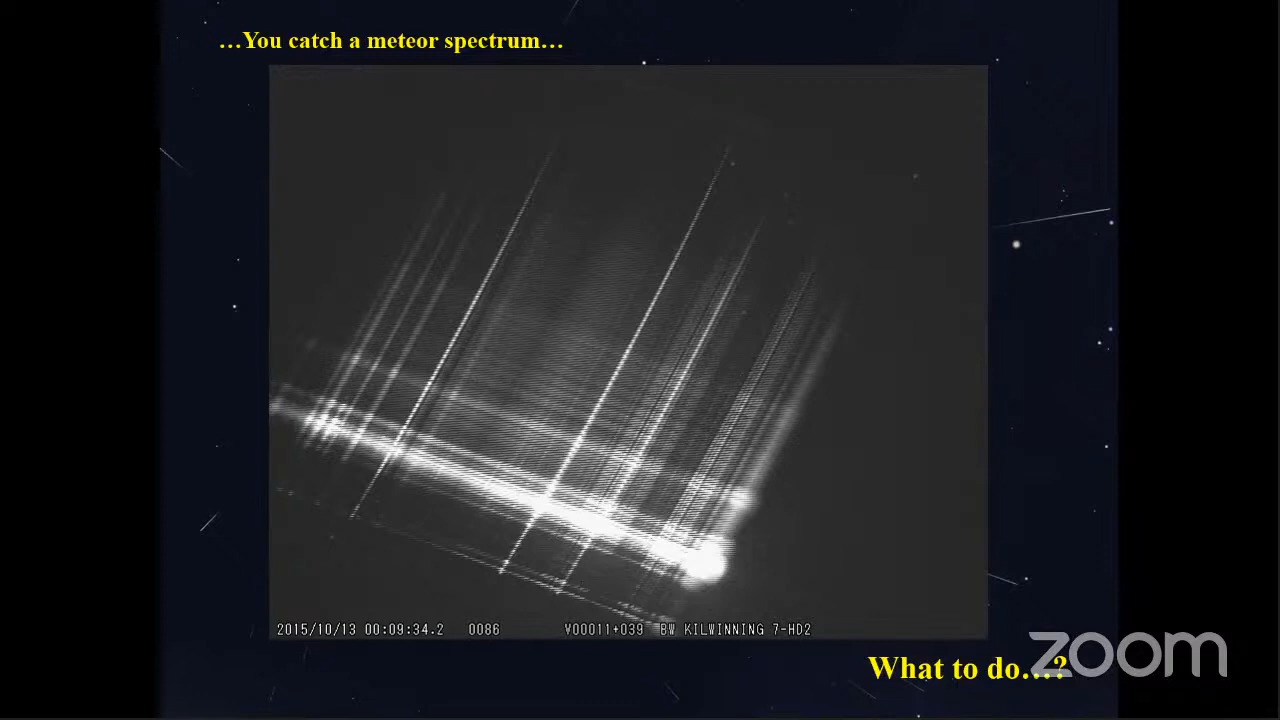 …You catch a meteor spectrum…
2015/10/13 00:09:34.2 0086 V00011+039 BW KILWINNING 7-HD2
What to do…?
zoom